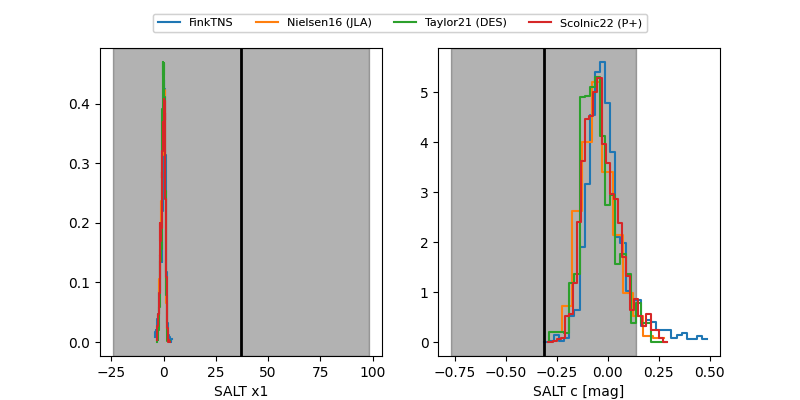 FinkTNS Nielsen16 (JLA) Taylor21 (DES) Scolnic22 (P+)
0.4
0.3
0.2
0.1
0.0
−25 0 25 50 75 100
SALT x1
5
4
3
2
1
0
−0.75 −0.50 −0.25 0.00 0.25 0.50
SALT c [mag]